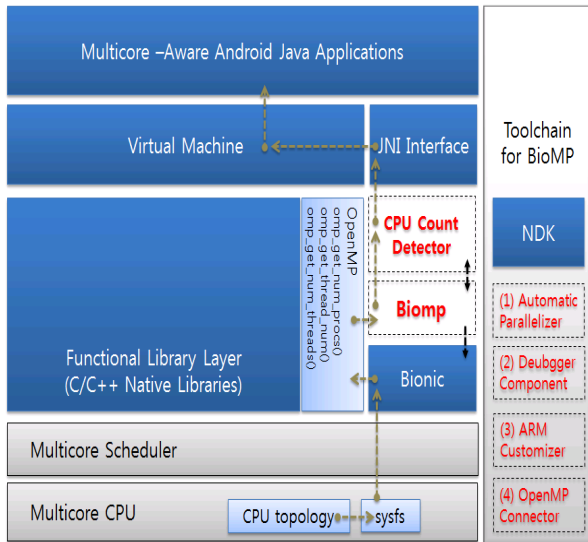 Multicore –Aware Android Java Applications
Virtual Machine
JNI Interface
OpenMP
omp_get_num_procs()
omp_get_thread_num()
omp_get_num_threads()
CPU Count
Detector
Biomp
Functional Library Layer
(C/C++ Native Libraries)
Bionic
Multicore Scheduler
Multicore CPU
CPU topology
sysfs
Toolchain
for BioMP
NDK
(1) Automatic
Parallelizer
(2) Deubgger
Component
(3) ARM
Customizer
(4) OpenMP
Connector